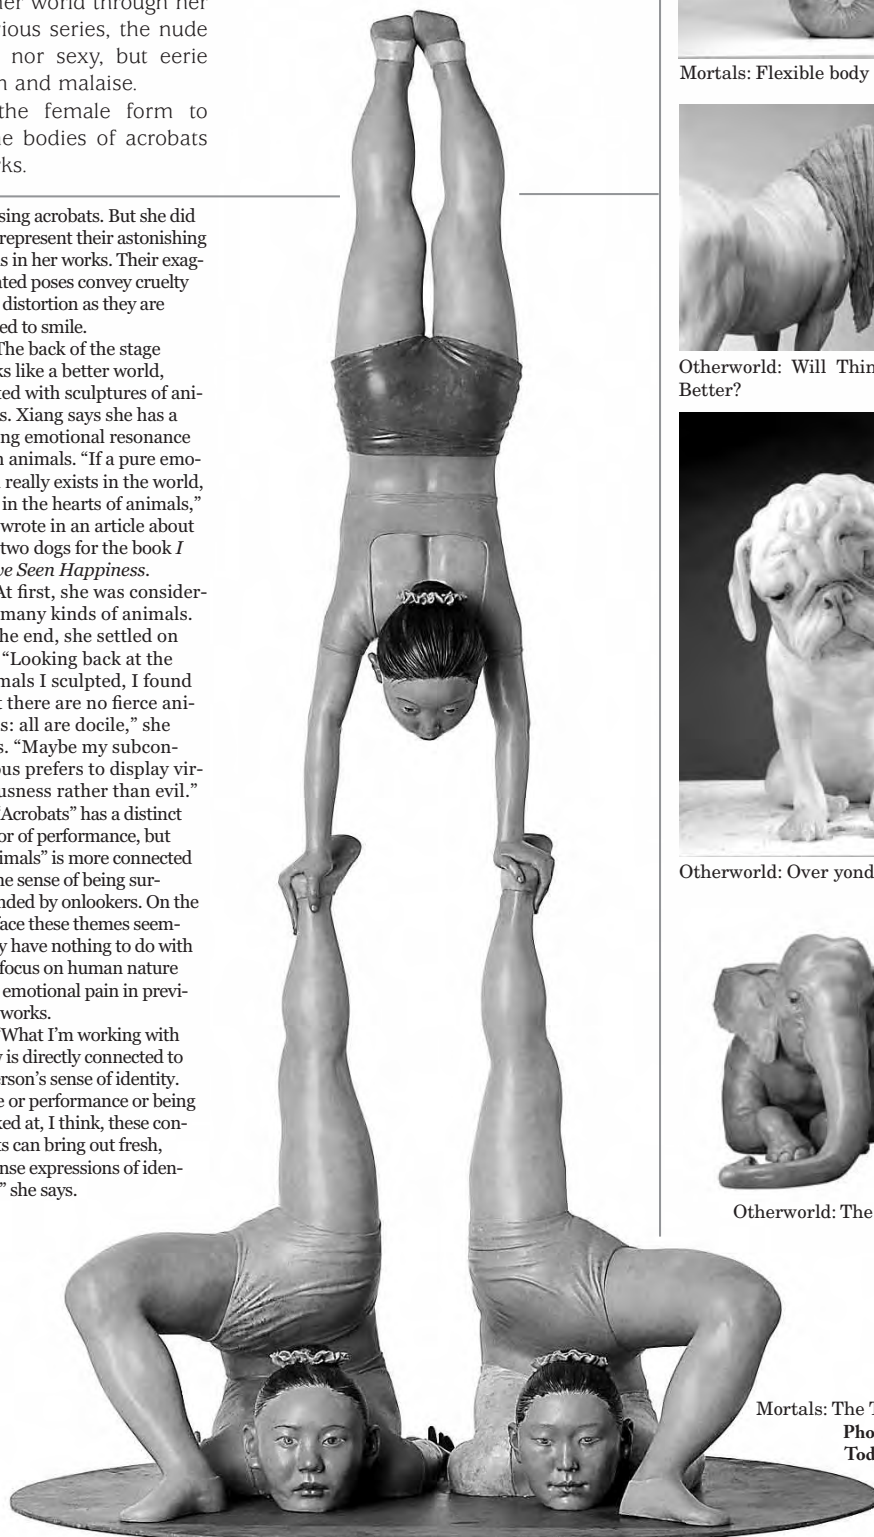 her world through her
rious series, the nude
nor sexy, but eerie
and malaise.
the female form to
bodies of acrobats
sing acrobats. But she did
represent their astonishing
s in her works. Their exag-
ted poses convey cruelty
distortion as they are
ed to smile.
The back of the stage
s like a better world,
ted with sculptures of ani-
s. Xiang says she has a
ng emotional resonance
animals. “If a pure emo-
really exists in the world,
in the hearts of animals,”
wrote in an article about
two dogs for the book I
ve Seen Happiness.
At first, she was consider-
many kinds of animals.
he end, she settled on
“Looking back at the
mals I sculpted, I found
t there are no fierce ani-
s: all are docile,” she
s. “Maybe my subcon-
ous prefers to display vir-
usness rather than evil.”
“Acrobats” has a distinct
or of performance, but
imals” is more connected
he sense of being sur-
nded by onlookers. On the
face these themes seem-
y have nothing to do with
focus on human nature
emotional pain in previ-
works.
“What I’m working with
is directly connected to
erson’s sense of identity.
e or performance or being
ked at, I think, these con-
ts can bring out fresh,
nse expressions of iden-
” she says.
Mortals: Flexible body
Otherworld: Will Thin
Better?
Otherworld: Over yond
Otherworld: The
Mortals: The T
Pho
Tod